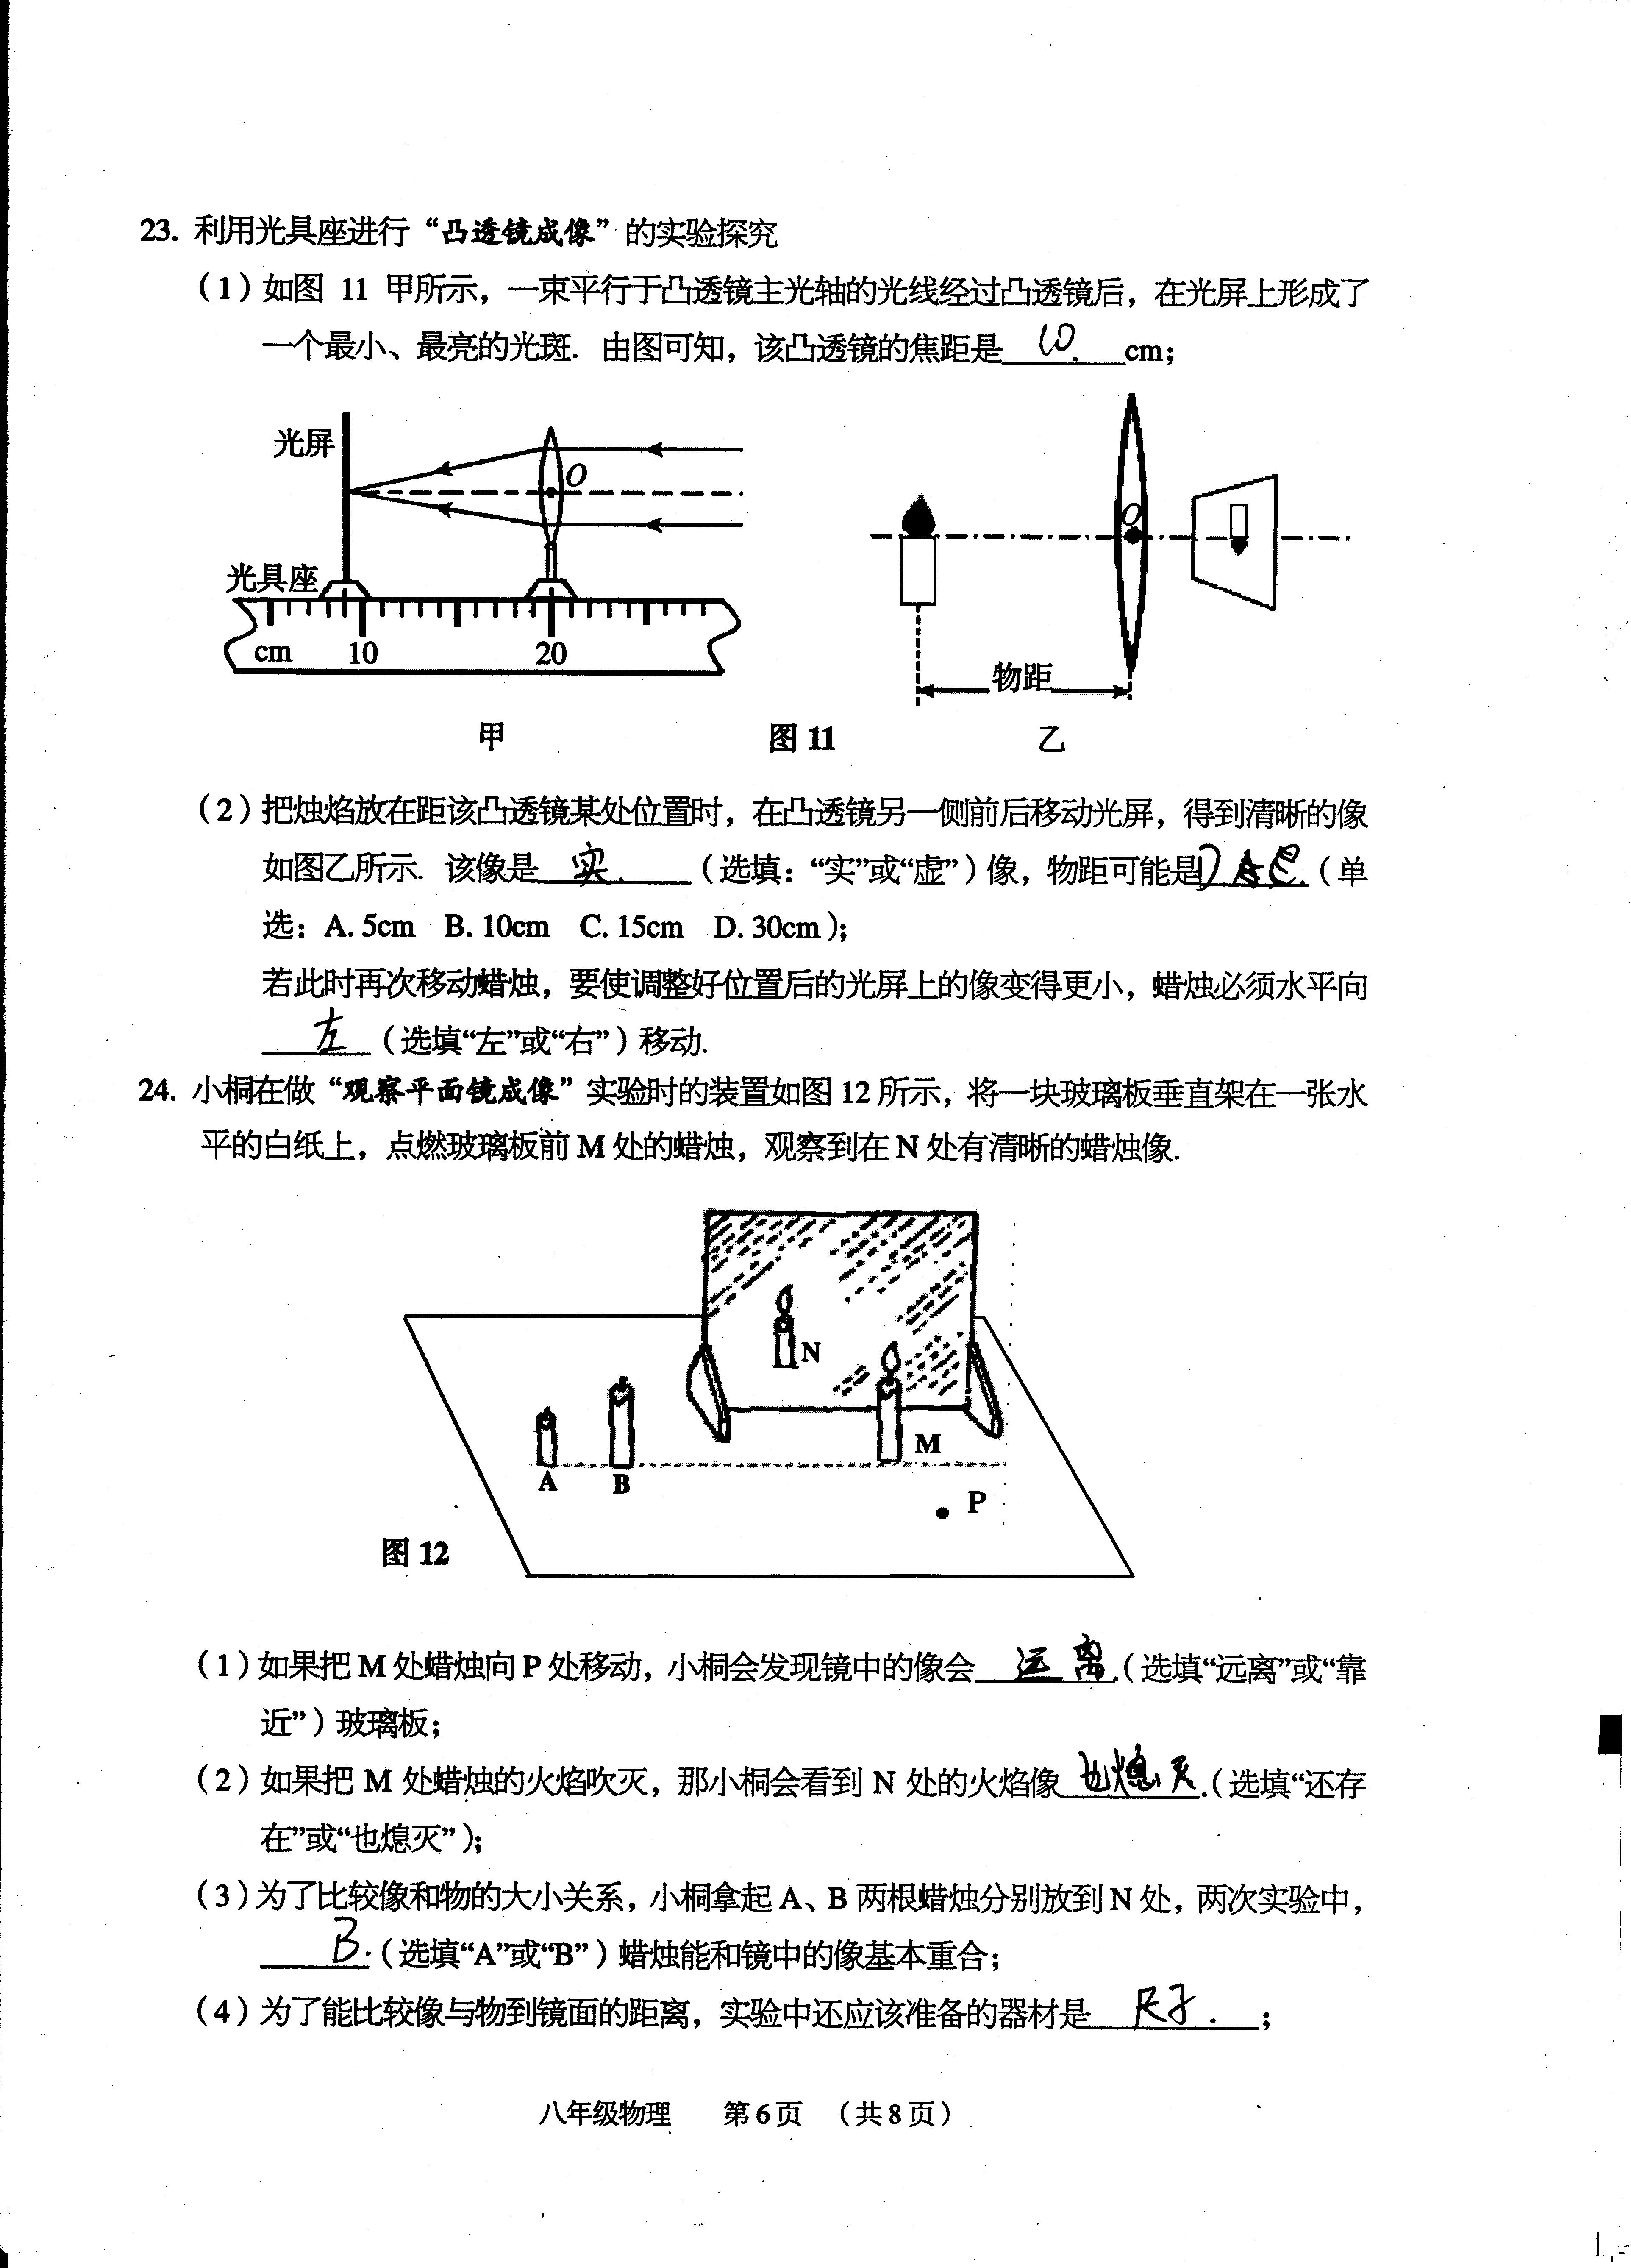 23. 利用光具座进行“凸透镜成像”的实验探究
(1)如图 11 甲所示，一束平行于凸透镜主光轴的光线经过凸透镜后，在光屏上形成了
一个最小、最亮的光斑. 由图可知，该凸透镜的焦距是 10. cm；
光屏
O
光具座
cm 10 20
O
物距
甲 图 11 乙
(2)把烛焰放在距该凸透镜某处位置时，在凸透镜另一侧前后移动光屏，得到清晰的像
如图乙所示. 该像是 实. (选填：“实”或“虚”)像，物距可能是 D (单
选：A. 5cm B. 10cm C. 15cm D. 30cm)；
若此时再次移动蜡烛，要使调整好位置后的光屏上的像变得更小，蜡烛必须水平向
左 (选填“左”或“右”)移动.
24. 小桐在做“观察平面镜成像”实验时的装置如图 12 所示，将一块玻璃板垂直架在一张水
平的白纸上，点燃玻璃板前 M 处的蜡烛，观察到在 N 处有清晰的蜡烛像.
N
M
A B
P
图 12
(1)如果把 M 处蜡烛向 P 处移动，小桐会发现镜中的像会 远离.(选填“远离”或“靠
近”)玻璃板；
(2)如果把 M 处蜡烛的火焰吹灭，那小桐会看到 N 处的火焰像 也熄灭.(选填“还存
在”或“也熄灭”)；
(3)为了比较像和物的大小关系，小桐拿起 A、B 两根蜡烛分别放到 N 处，两次实验中，
B.(选填“A”或“B”)蜡烛能和镜中的像基本重合；
(4)为了能比较像与物到镜面的距离，实验中还应该准备的器材是 尺子. ；
八年级物理 第 6 页 (共 8 页)